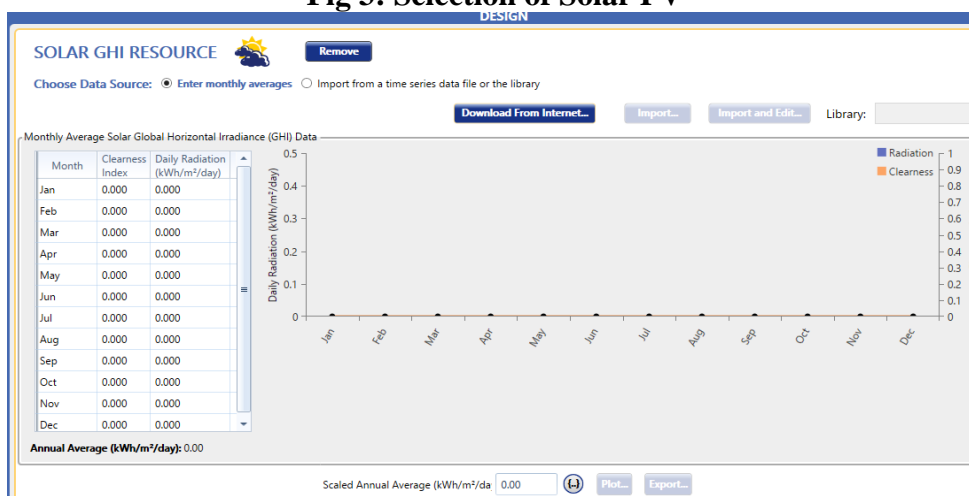 Fig 3: Selection of Solar PV
DESIGN
SOLAR GHI RESOURCE Remove
Choose Data Source: Enter monthly averages Import from a time series data file or the library
Download From Internet... Import... Import and Edit... Library:
Monthly Average Solar Global Horizontal Irradiance (GHI) Data
Month Clearness Index Daily Radiation (kWh/m²/day)
Jan 0.000 0.000
Feb 0.000 0.000
Mar 0.000 0.000
Apr 0.000 0.000
May 0.000 0.000
Jun 0.000 0.000
Jul 0.000 0.000
Aug 0.000 0.000
Sep 0.000 0.000
Oct 0.000 0.000
Nov 0.000 0.000
Dec 0.000 0.000
Annual Average (kWh/m²/day): 0.00
Daily Radiation (kWh/m²/day)
0.5
0.4
0.3
0.2
0.1
0
Jan Feb Mar Apr May Jun Jul Aug Sep Oct Nov Dec
Radiation
Clearness
1
0.9
0.8
0.7
0.6
0.5
0.4
0.3
0.2
0.1
0
Scaled Annual Average (kWh/m²/da 0.00 {..} Plot... Export...